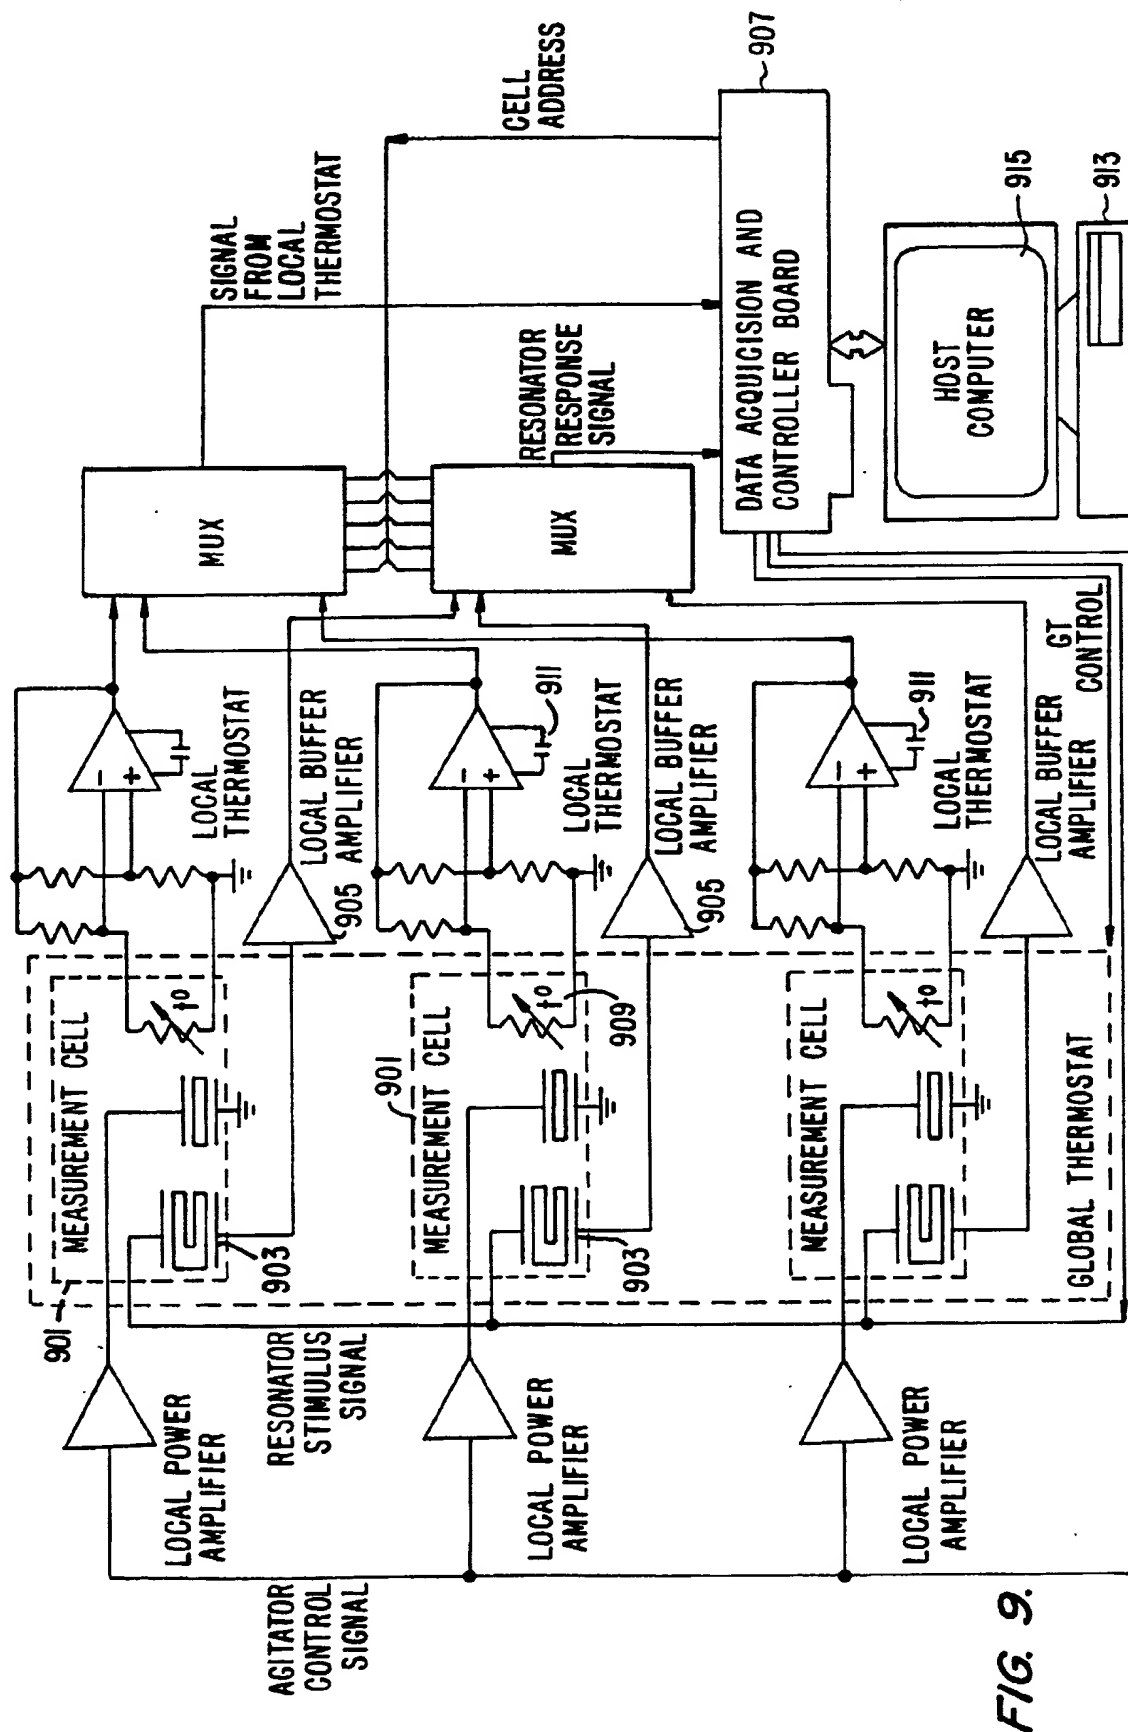 AGITATOR
CONTROL
SIGNAL
LOCAL POWER
AMPLIFIER
RESONATOR
STIMULUS
SIGNAL
901
MEASUREMENT CELL
903
t°
905
LOCAL
THERMOSTAT
LOCAL BUFFER
AMPLIFIER
-
+
MUX
SIGNAL
FROM
LOCAL
THERMOSTAT
CELL
ADDRESS
907
LOCAL POWER
AMPLIFIER
901
MEASUREMENT CELL
903
t°
909
905
LOCAL
THERMOSTAT
911
LOCAL BUFFER
AMPLIFIER
-
+
MUX
RESONATOR
RESPONSE
SIGNAL
DATA ACQUICISION AND
CONTROLLER BOARD
LOCAL POWER
AMPLIFIER
MEASUREMENT CELL
t°
GLOBAL THERMOSTAT
LOCAL
THERMOSTAT
911
LOCAL BUFFER
AMPLIFIER
-
+
GT
CONTROL
HOST
COMPUTER
915
913
FIG. 9.